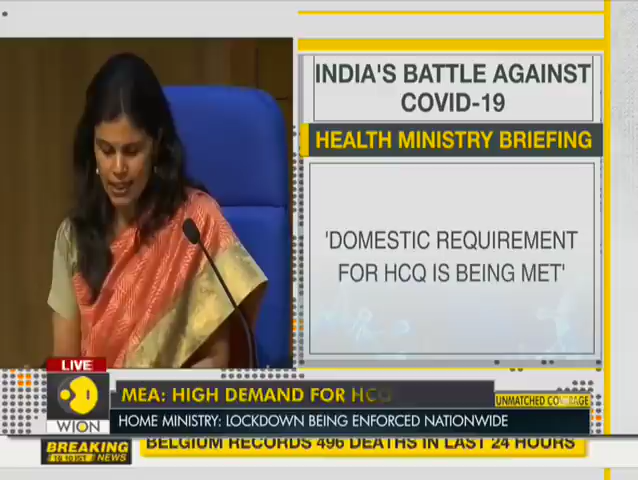 INDIA'S BATTLE AGAINST
COVID-19
HEALTH MINISTRY BRIEFING
'DOMESTIC REQUIREMENT
FOR HCQ IS BEING MET'
LIVE
WION
MEA: HIGH DEMAND FOR HCQ
UNMATCHED COVERAGE
HOME MINISTRY: LOCKDOWN BEING ENFORCED NATIONWIDE
BREAKING
NEWS
BELGIUM RECORDS 496 DEATHS IN LAST 24 HOURS